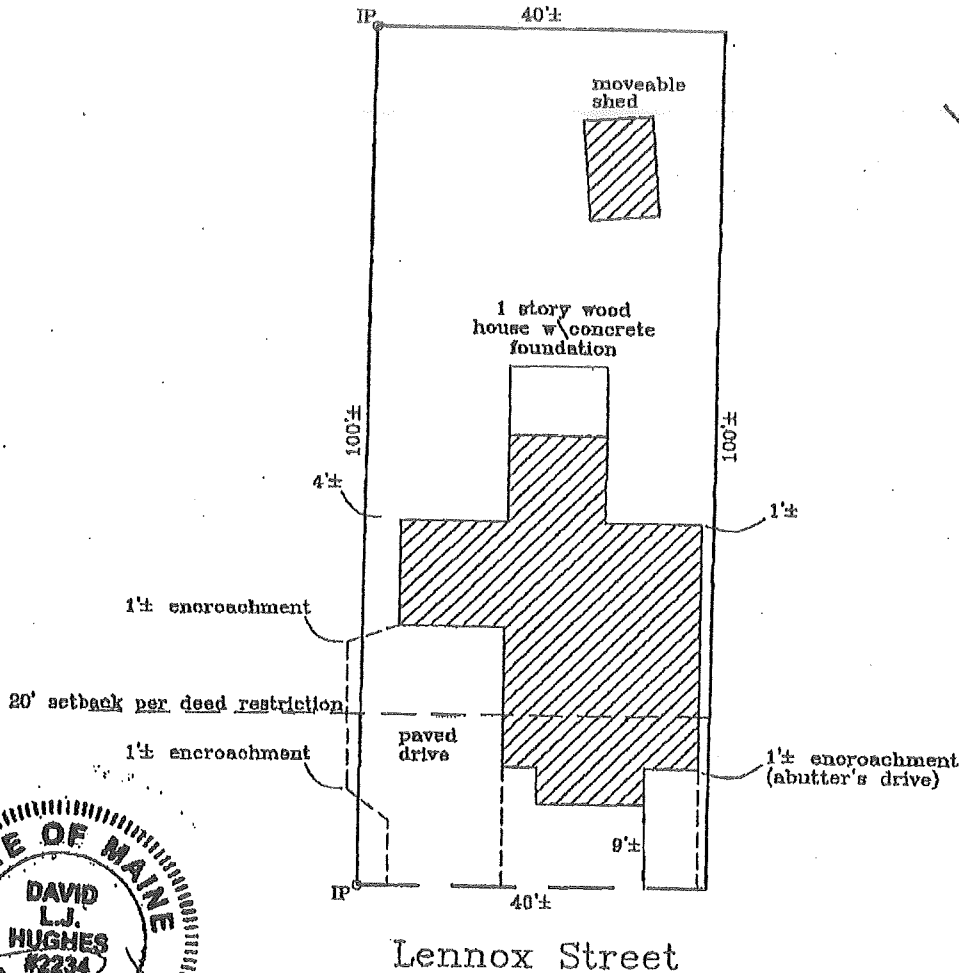 IP
40'±
moveable
shed
1 story wood
house w\concrete
foundation
100'±
100'±
4'±
1'±
1'± encroachment
20' setback per deed restriction
paved
drive
1'± encroachment
1'± encroachment
(abutter's drive)
9'±
IP
40'±
Lennox Street
E OF MAINE
DAVID
L.J.
HUGHES
#2234